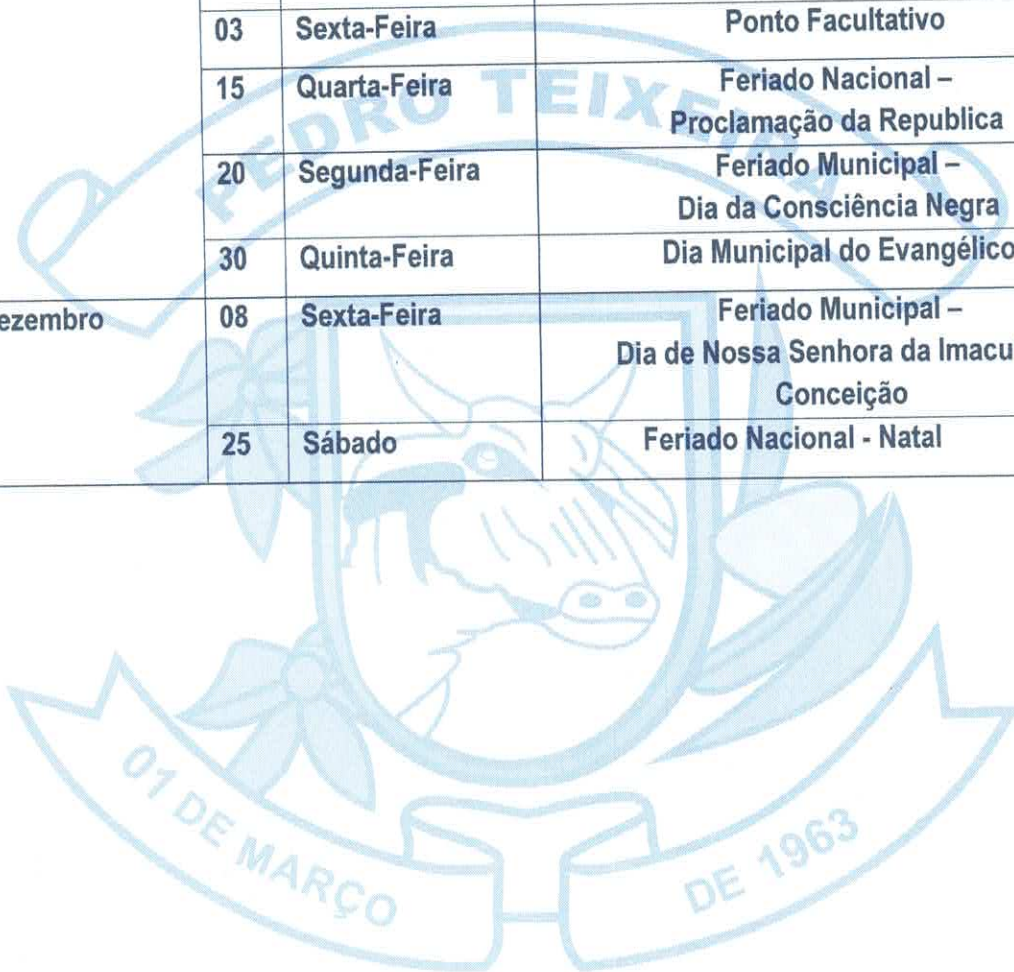 03 Sexta-Feira Ponto Facultativo
15 Quarta-Feira Feriado Nacional –
Proclamação da Republica
20 Segunda-Feira Feriado Municipal –
Dia da Consciência Negra
30 Quinta-Feira Dia Municipal do Evangélico
ezembro 08 Sexta-Feira Feriado Municipal –
Dia de Nossa Senhora da Imacu
Conceição
25 Sábado Feriado Nacional - Natal
PEDRO TEIXEIRA
01 DE MARÇO DE 1963